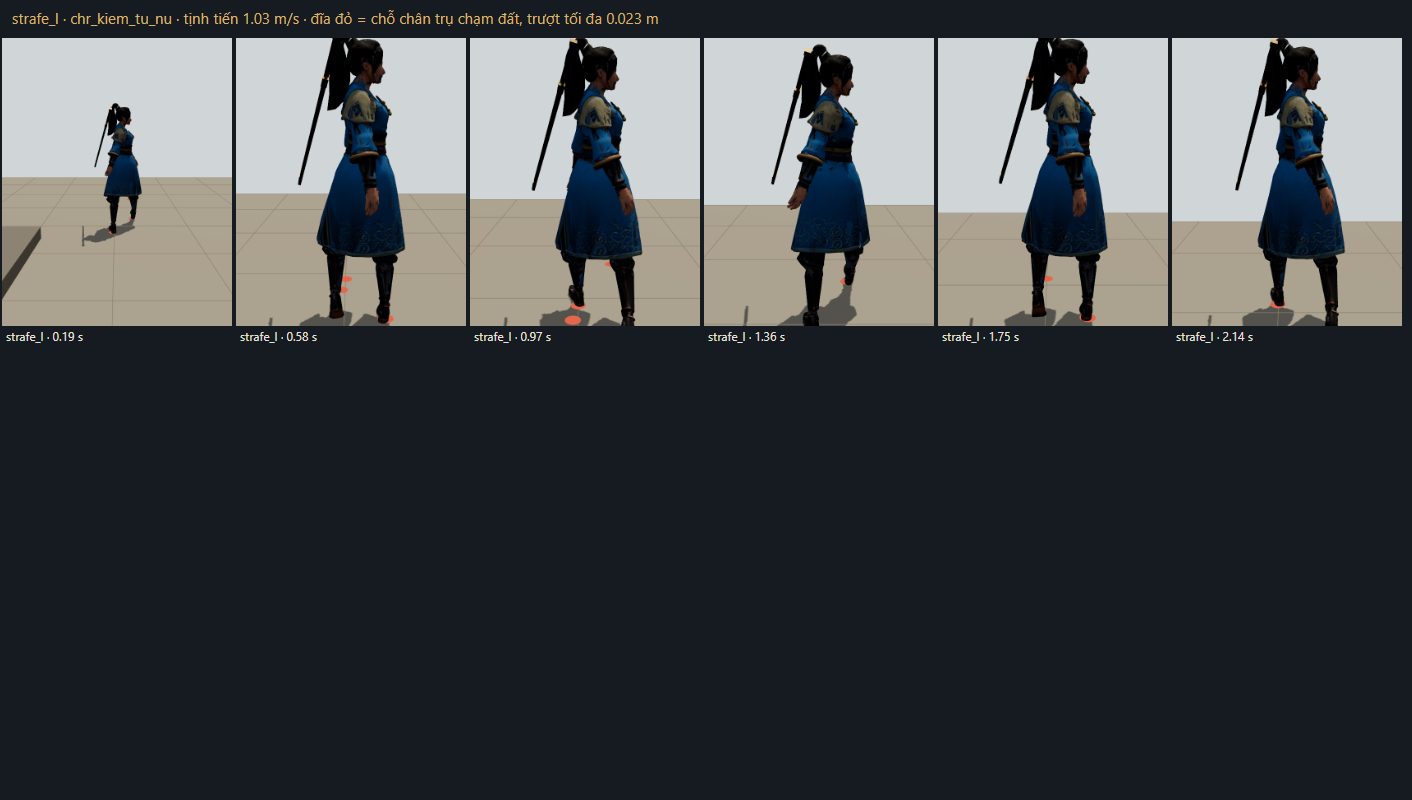 strafe_l · chr_kiem_tu_nu · tịnh tiến 1.03 m/s · đĩa đỏ = chỗ chân trụ chạm đất, trượt tối đa 0.023 m
strafe_l · 0.19 s
strafe_l · 0.58 s
strafe_l · 0.97 s
strafe_l · 1.36 s
strafe_l · 1.75 s
strafe_l · 2.14 s